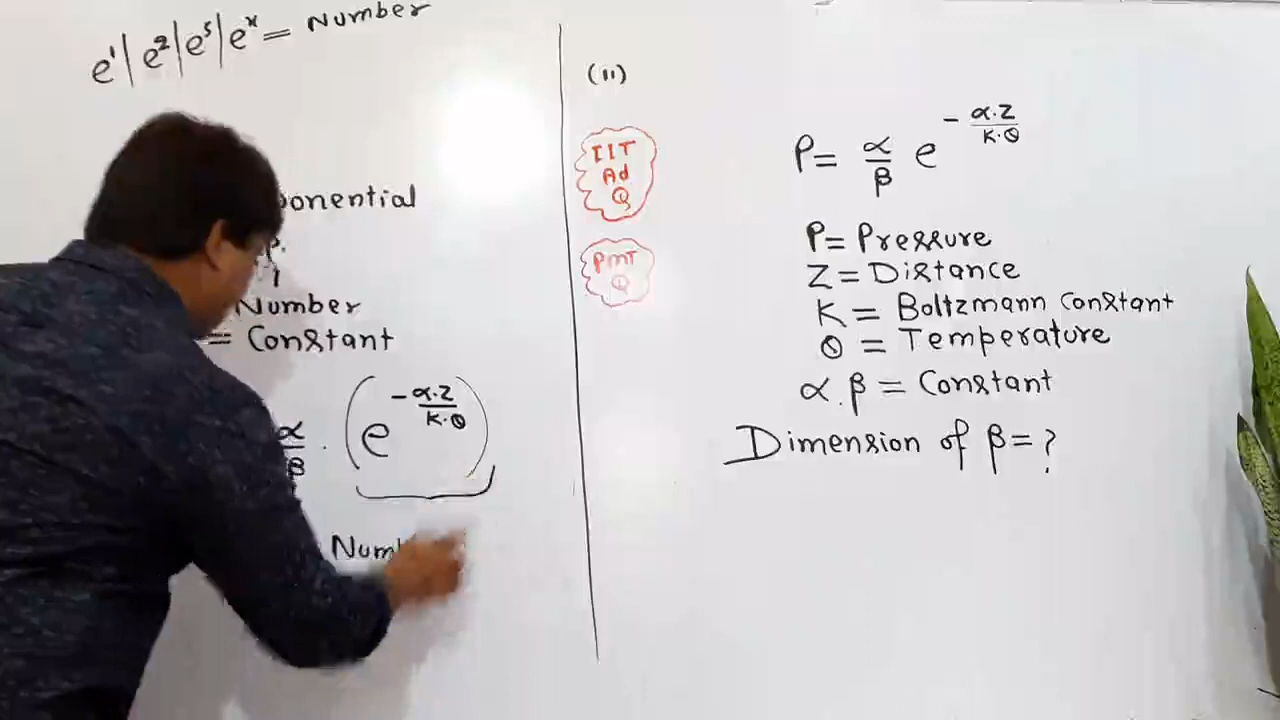 e¹|e²|e⁵|eˣ= Number
ponential
Number
= Constant
α/β · (e^(-α.Z/K.θ))
Num
(ii)
IIT
Ad
Q
PMT
Q
P= α/β e^(-α.Z/K.θ)
P= Pressure
Z= Distance
K = Boltzmann Constant
θ = Temperature
α.β = Constant
Dimension of β=?